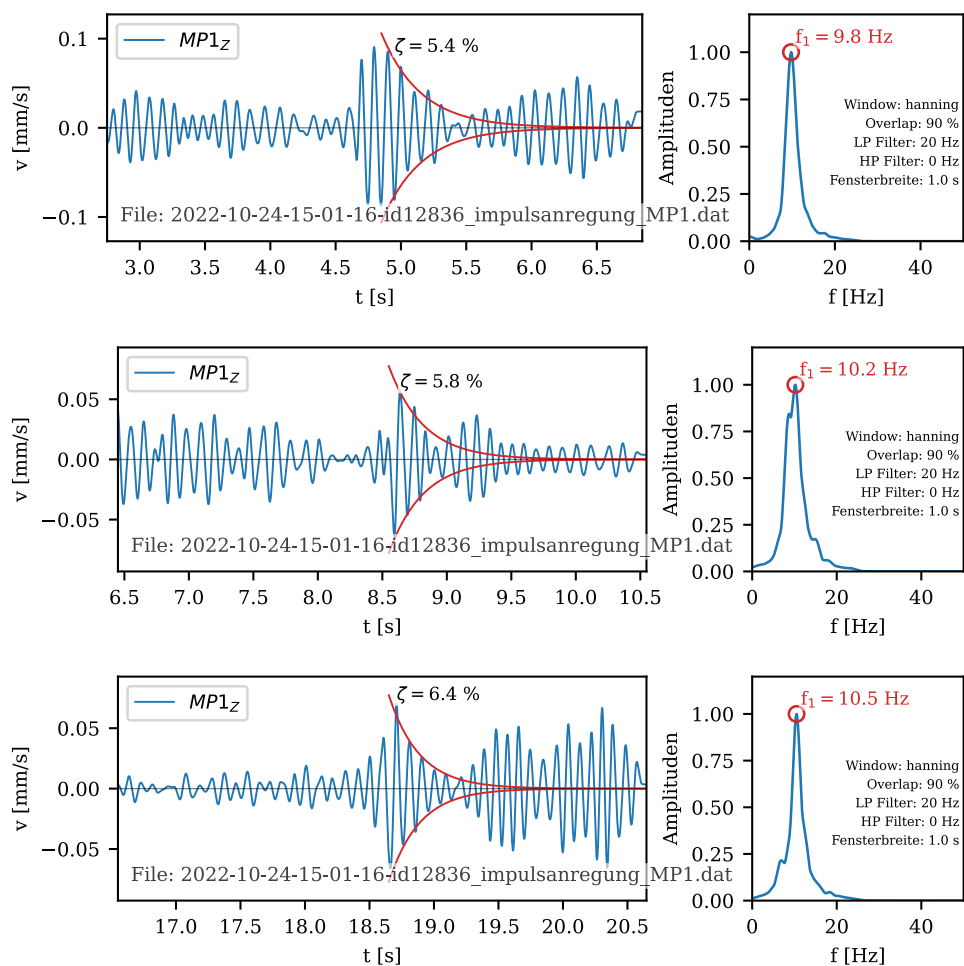 MP1Z
ζ = 5.4 %
0.1
0.0
−0.1
v [mm/s]
File: 2022-10-24-15-01-16-id12836_impulsanregung_MP1.dat
3.0 3.5 4.0 4.5 5.0 5.5 6.0 6.5
t [s]
f1 = 9.8 Hz
1.00
0.75
0.50
0.25
0.00
Amplituden
Window: hanning
Overlap: 90 %
LP Filter: 20 Hz
HP Filter: 0 Hz
Fensterbreite: 1.0 s
0 20 40
f [Hz]
MP1Z
ζ = 5.8 %
0.05
0.00
−0.05
v [mm/s]
File: 2022-10-24-15-01-16-id12836_impulsanregung_MP1.dat
6.5 7.0 7.5 8.0 8.5 9.0 9.5 10.0 10.5
t [s]
f1 = 10.2 Hz
1.00
0.75
0.50
0.25
0.00
Amplituden
Window: hanning
Overlap: 90 %
LP Filter: 20 Hz
HP Filter: 0 Hz
Fensterbreite: 1.0 s
0 20 40
f [Hz]
MP1Z
ζ = 6.4 %
0.05
0.00
−0.05
v [mm/s]
File: 2022-10-24-15-01-16-id12836_impulsanregung_MP1.dat
17.0 17.5 18.0 18.5 19.0 19.5 20.0 20.5
t [s]
f1 = 10.5 Hz
1.00
0.75
0.50
0.25
0.00
Amplituden
Window: hanning
Overlap: 90 %
LP Filter: 20 Hz
HP Filter: 0 Hz
Fensterbreite: 1.0 s
0 20 40
f [Hz]